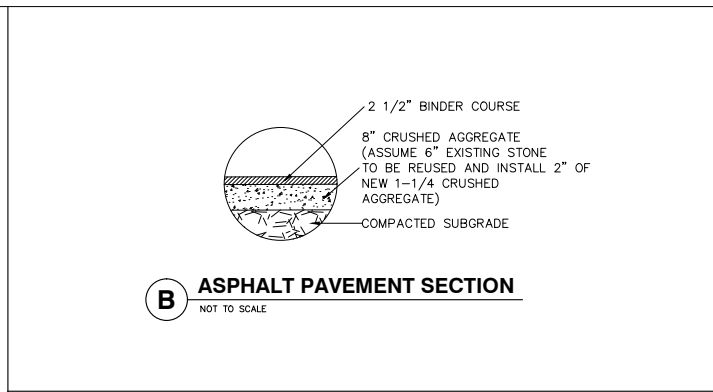 2 1/2" BINDER COURSE
8" CRUSHED AGGREGATE
(ASSUME 6" EXISTING STONE
TO BE REUSED AND INSTALL 2" OF
NEW 1-1/4 CRUSHED
AGGREGATE)
COMPACTED SUBGRADE
B
ASPHALT PAVEMENT SECTION
NOT TO SCALE